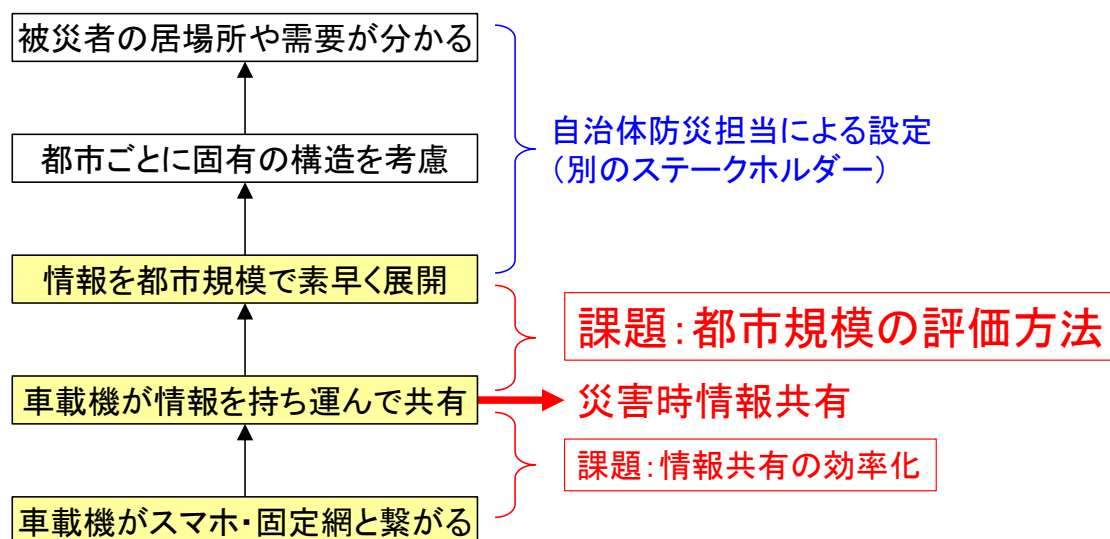 被災者の居場所や需要が分かる
自治体防災担当による設定
（別のステークホルダー）
都市ごとに固有の構造を考慮
情報を都市規模で素早く展開
課題：都市規模の評価方法
車載機が情報を持ち運んで共有
災害時情報共有
課題：情報共有の効率化
車載機がスマホ・固定網と繋がる